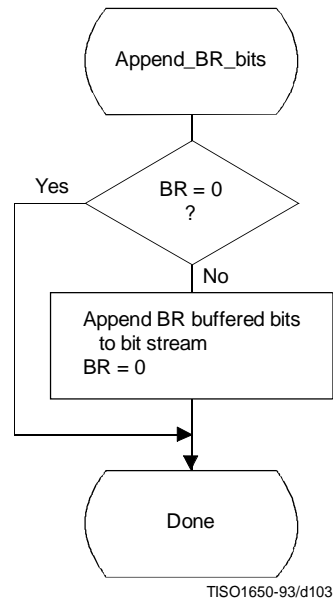 Append_BR_bits
BR = 0
?
Yes
No
Append BR buffered bits
to bit stream
BR = 0
Done
TISO1650-93/d103